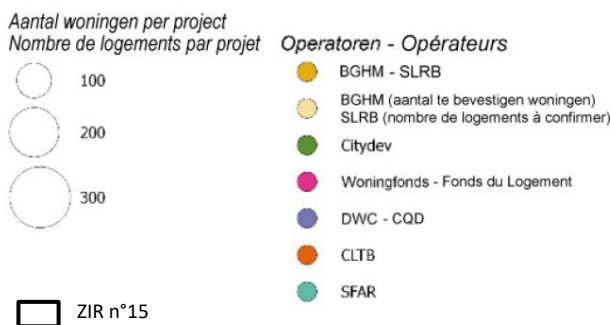 Aantal woningen per project
Nombre de logements par projet
100
200
300
Operatoren - Opérateurs
BGHM - SLRB
BGHM (aantal te bevestigen woningen)
SLRB (nombre de logements à confirmer)
Citydev
Woningfonds - Fonds du Logement
DWC - CQD
CLTB
SFAR
ZIR n°15